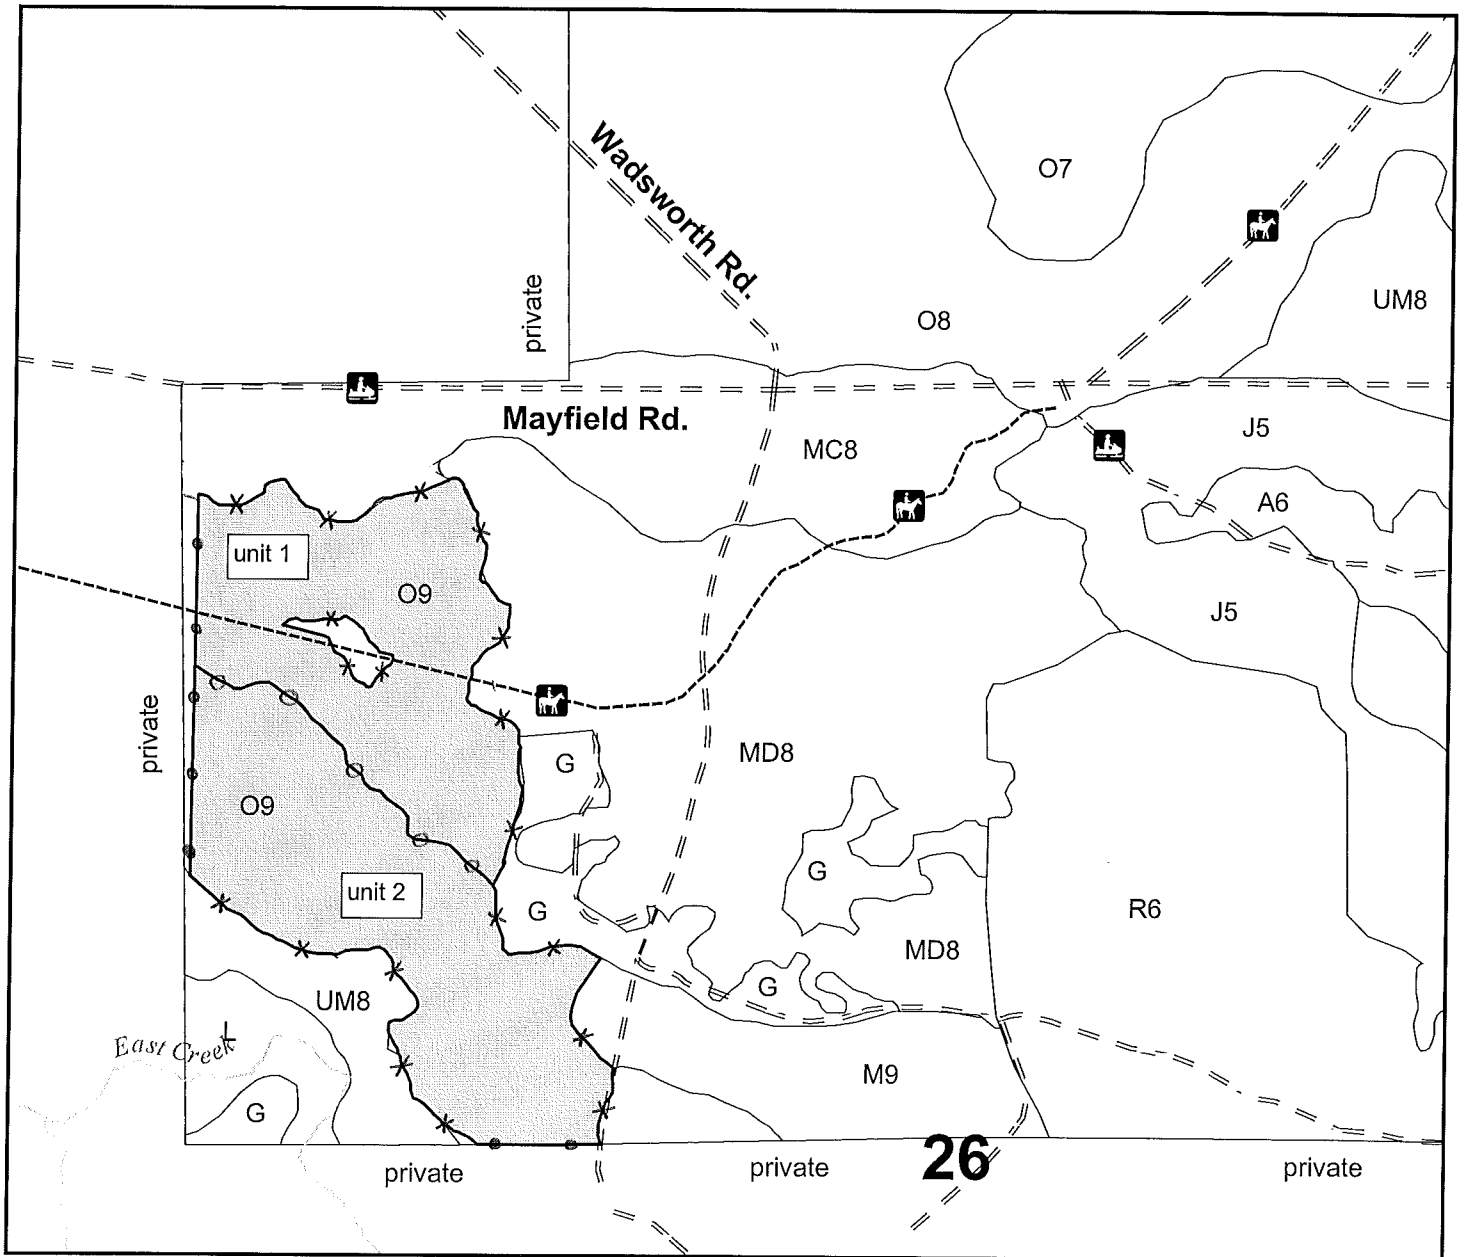 O7
Wadsworth Rd.
private
O8
UM8
Mayfield Rd.
MC8
J5
A6
unit 1
O9
J5
private
G
MD8
O9
G
unit 2
G
R6
MD8
UM8
G
L
East Creek
M9
G
private
private
26
private